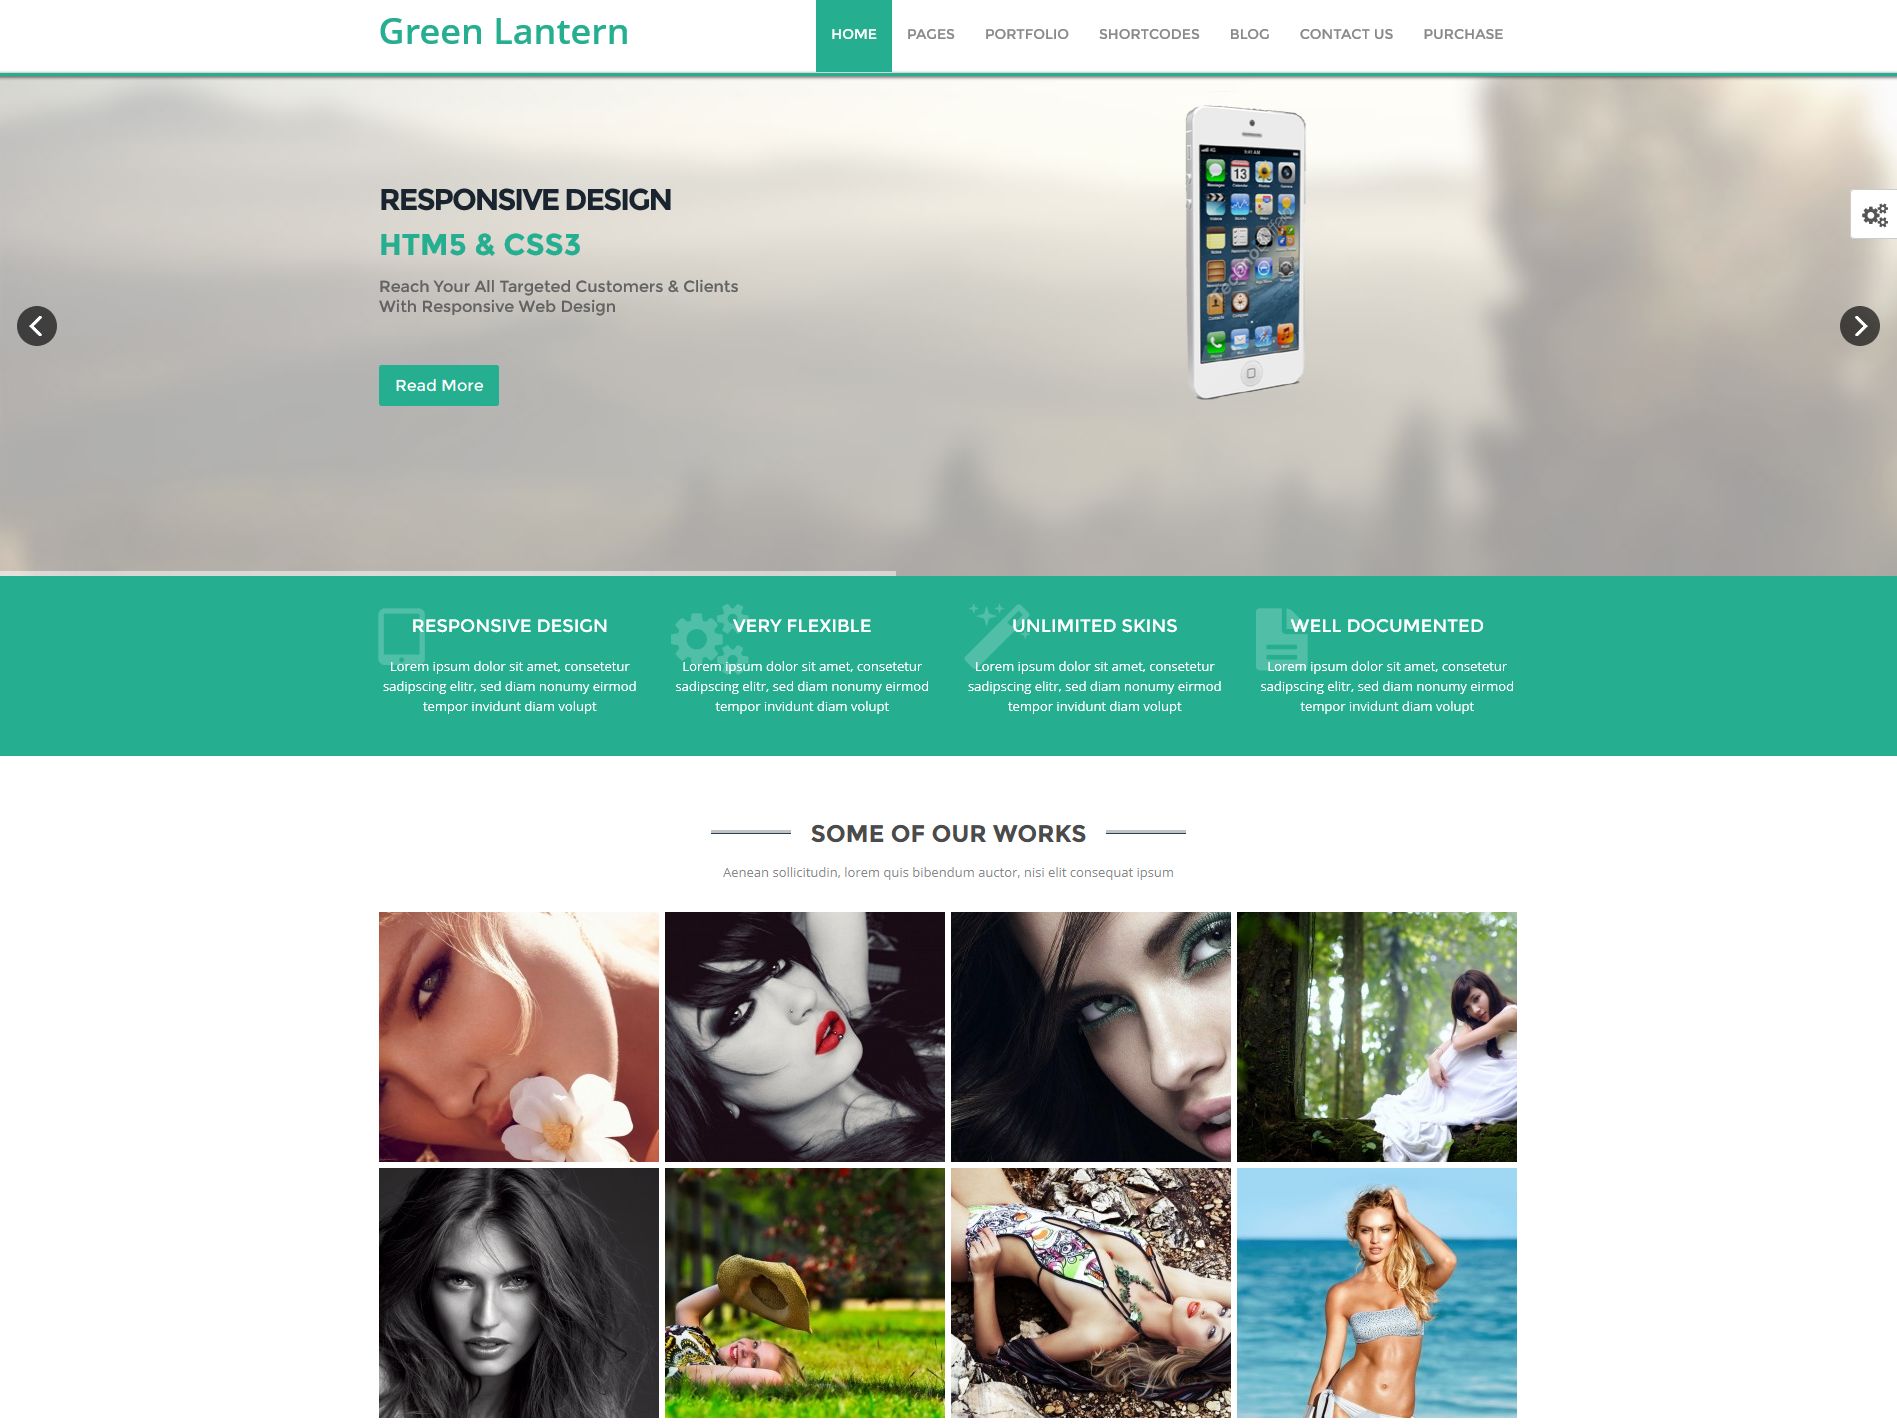 Green Lantern
HOME PAGES PORTFOLIO SHORTCODES BLOG CONTACT US PURCHASE
RESPONSIVE DESIGN
HTM5 & CSS3
Reach Your All Targeted Customers & Clients
With Responsive Web Design
Read More
9:41 AM
13
RESPONSIVE DESIGN
Lorem ipsum dolor sit amet, consetetur
sadipscing elitr, sed diam nonumy eirmod
tempor invidunt diam volupt
VERY FLEXIBLE
Lorem ipsum dolor sit amet, consetetur
sadipscing elitr, sed diam nonumy eirmod
tempor invidunt diam volupt
UNLIMITED SKINS
Lorem ipsum dolor sit amet, consetetur
sadipscing elitr, sed diam nonumy eirmod
tempor invidunt diam volupt
WELL DOCUMENTED
Lorem ipsum dolor sit amet, consetetur
sadipscing elitr, sed diam nonumy eirmod
tempor invidunt diam volupt
SOME OF OUR WORKS
Aenean sollicitudin, lorem quis bibendum auctor, nisi elit consequat ipsum